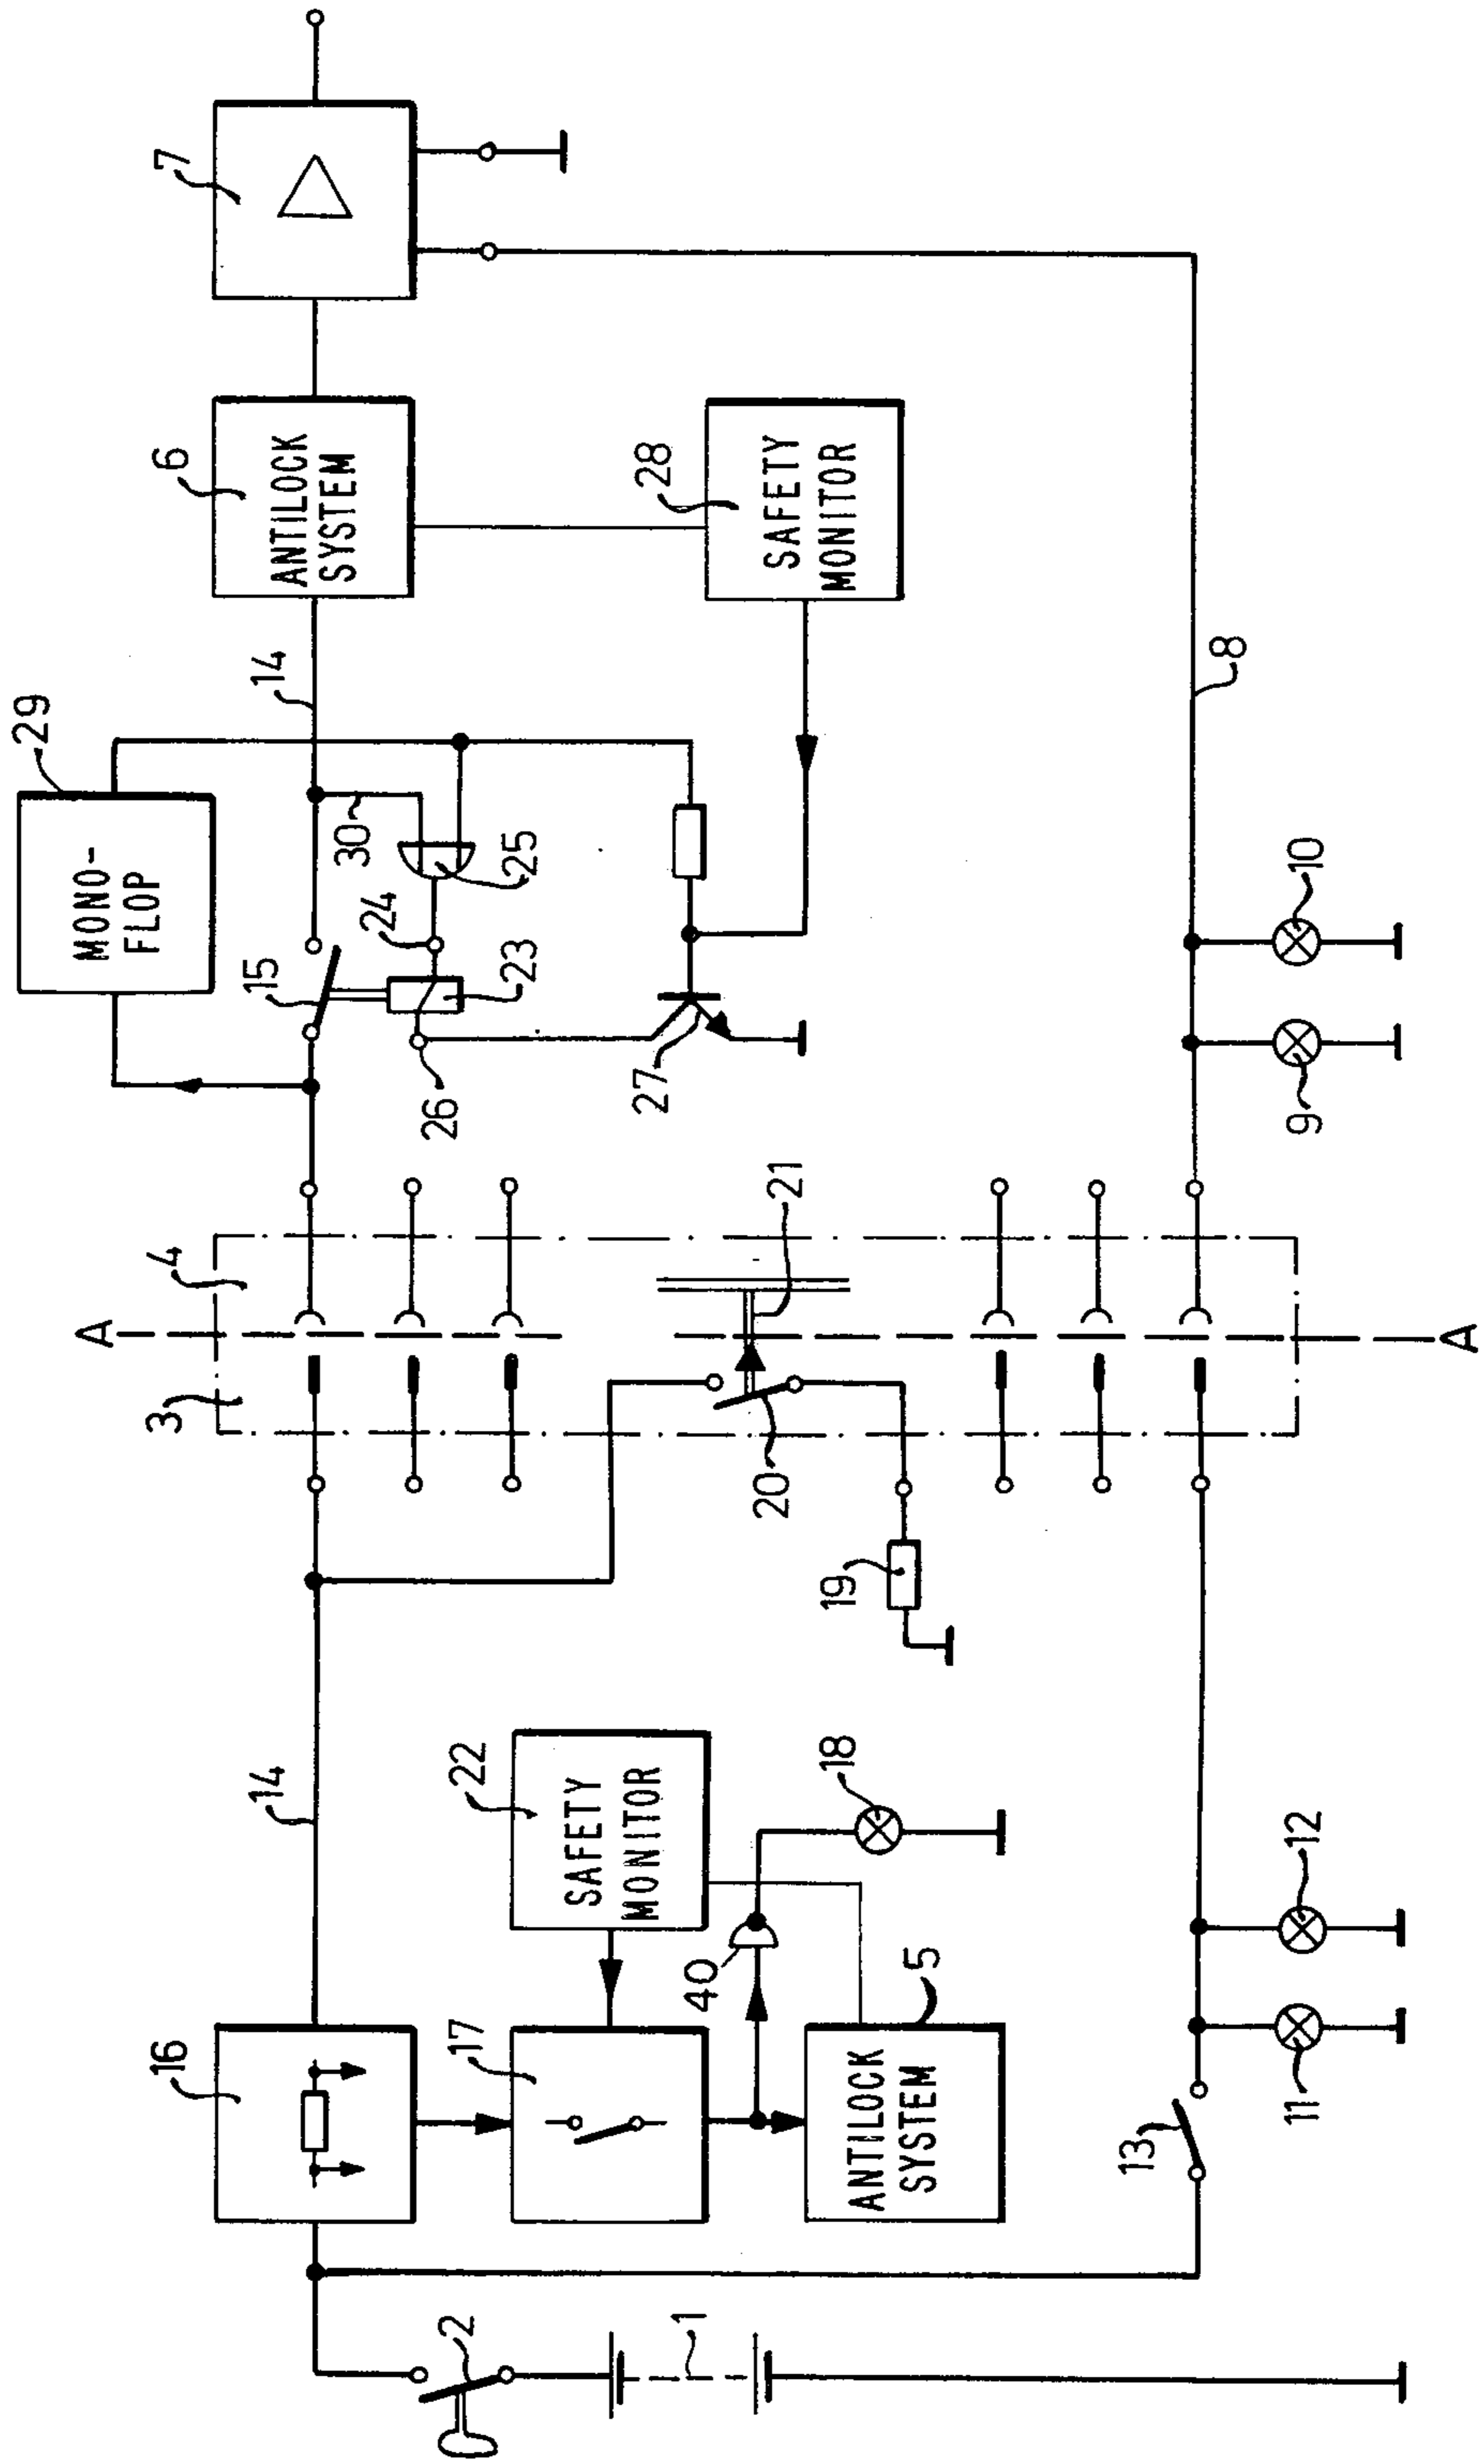 7
6
ANTILOCK
SYSTEM
28
SAFETY
MONITOR
29
MONO-
FLOP
14
30
25
24
23
15
26
27
8
10
9
4
3
A
A
21
20
19
14
22
SAFETY
MONITOR
18
40
5
16
17
ANTILOCK
SYSTEM
12
11
13
2
1